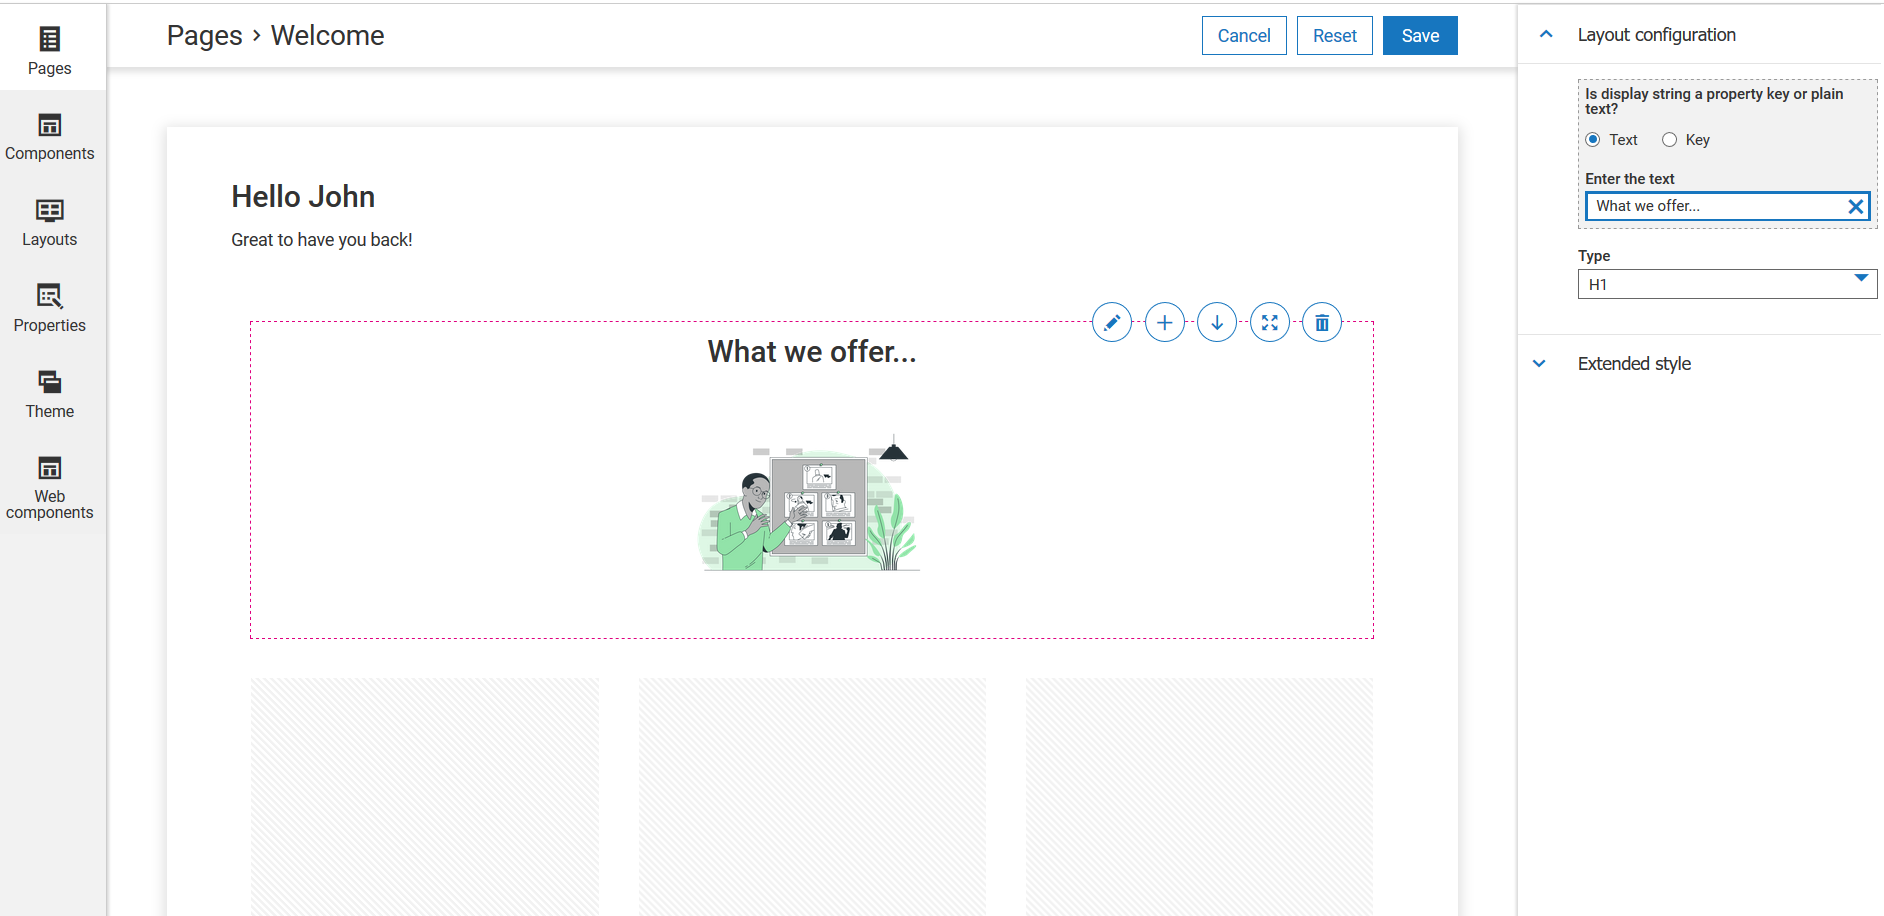 Pages
Components
Layouts
Properties
Theme
Web
components
Pages › Welcome
Cancel
Reset
Save
Hello John
Great to have you back!
What we offer...
Layout configuration
Is display string a property key or plain
text?
Text
Key
Enter the text
What we offer...
Type
H1
Extended style